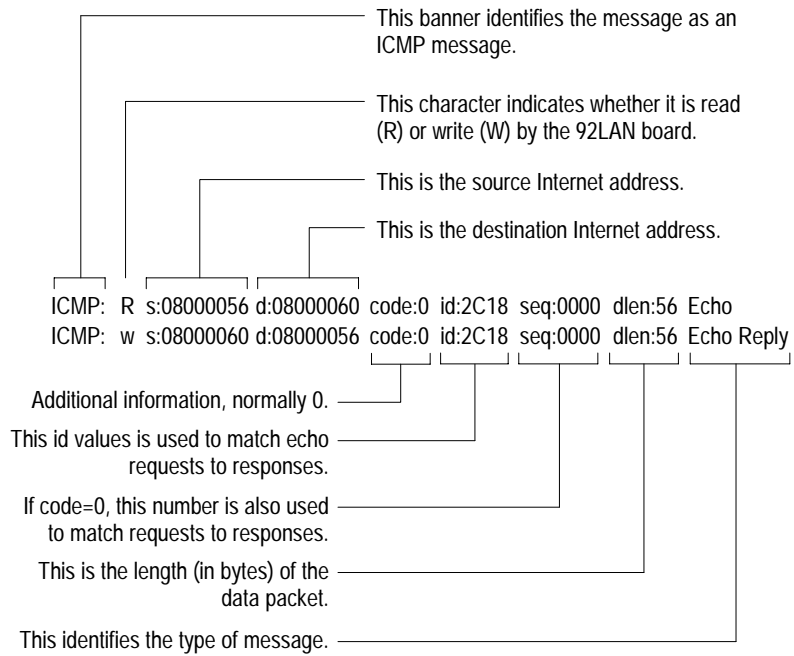 This banner identifies the message as an
ICMP message.
This character indicates whether it is read
(R) or write (W) by the 92LAN board.
This is the source Internet address.
This is the destination Internet address.
ICMP: R s:08000056 d:08000060 code:0 id:2C18 seq:0000 dlen:56 Echo
ICMP: w s:08000060 d:08000056 code:0 id:2C18 seq:0000 dlen:56 Echo Reply
Additional information, normally 0.
This id values is used to match echo
requests to responses.
If code=0, this number is also used
to match requests to responses.
This is the length (in bytes) of the
data packet.
This identifies the type of message.